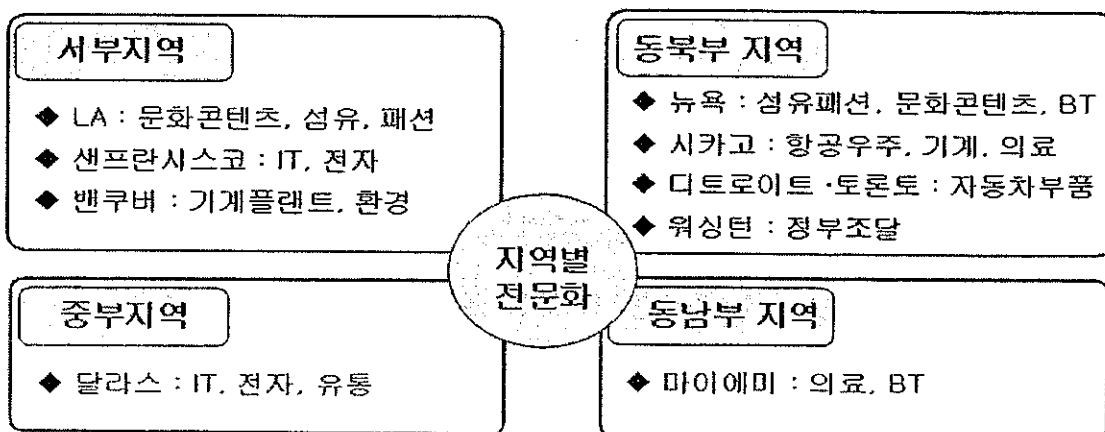 서부지역
◆ LA : 문화콘텐츠, 섬유, 패션
◆ 샌프란시스코 : IT, 전자
◆ 밴쿠버 : 기계플랜트, 환경
동북부 지역
◆ 뉴욕 : 섬유패션, 문화콘텐츠, BT
◆ 시카고 : 항공우주, 기계, 의료
◆ 디트로이트·토론토 : 자동차부품
◆ 워싱턴 : 정부조달
지역별
전문화
중부지역
◆ 달라스 : IT, 전자, 유통
동남부 지역
◆ 마이에미 : 의료, BT